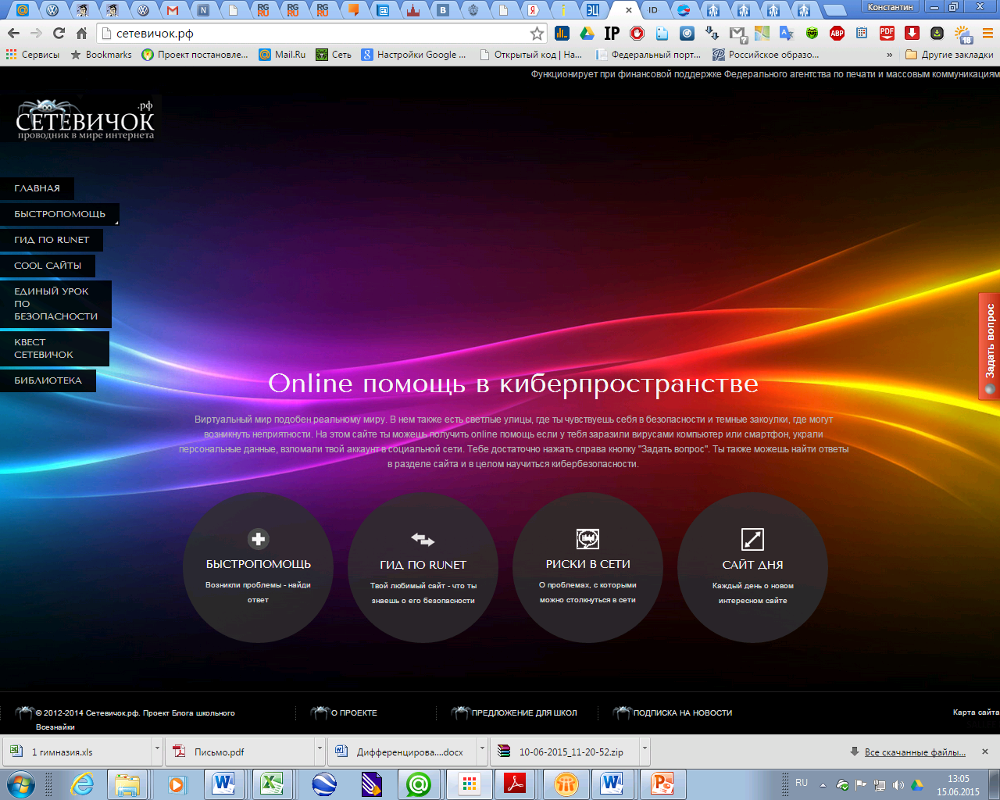 Константин
сетевичок.рф
Сервисы
Bookmarks
Проект постановле...
Mail.Ru
Сеть
Настройки Google ...
Открытый код | На...
Федеральный порт...
Российское образо...
»
Другие закладки
Функционирует при финансовой поддержке Федерального агентства по печати и массовым коммуникациям
.рф
СЕТЕВИЧОК
проводник в мире интернета
ГЛАВНАЯ
БЫСТРОПОМОЩЬ
ГИД ПО RUNET
COOL САЙТЫ
ЕДИНЫЙ УРОК
ПО
БЕЗОПАСНОСТИ
КВЕСТ
СЕТЕВИЧОК
БИБЛИОТЕКА
Задать вопрос
Online помощь в киберпространстве
Виртуальный мир подобен реальному миру. В нем также есть светлые улицы, где ты чувствуешь себя в безопасности и темные закоулки, где могут
возникнуть неприятности. На этом сайте ты можешь получить online помощь если у тебя заразили вирусами компьютер или смартфон, украли
персональные данные, взломали твой аккаунт в социальной сети. Тебе достаточно нажать справа кнопку "Задать вопрос". Ты также можешь найти ответы
в разделе сайта и в целом научиться кибербезопасности.
БЫСТРОПОМОЩЬ
Возникли проблемы - найди
ответ
ГИД ПО RUNET
Твой любимый сайт - что ты
знаешь о его безопасности
РИСКИ В СЕТИ
О проблемах, с которыми
можно столкнуться в сети
САЙТ ДНЯ
Каждый день о новом
интересном сайте
© 2012-2014 Сетевичок.рф. Проект Блога школьного
Всезнайки
О ПРОЕКТЕ
ПРЕДЛОЖЕНИЕ ДЛЯ ШКОЛ
ПОДПИСКА НА НОВОСТИ
Карта сайта
1 гимназия.xls
Письмо.pdf
Дифференцирова....docx
10-06-2015_11-20-52.zip
Все скачанные файлы...
RU
13:05
15.06.2015